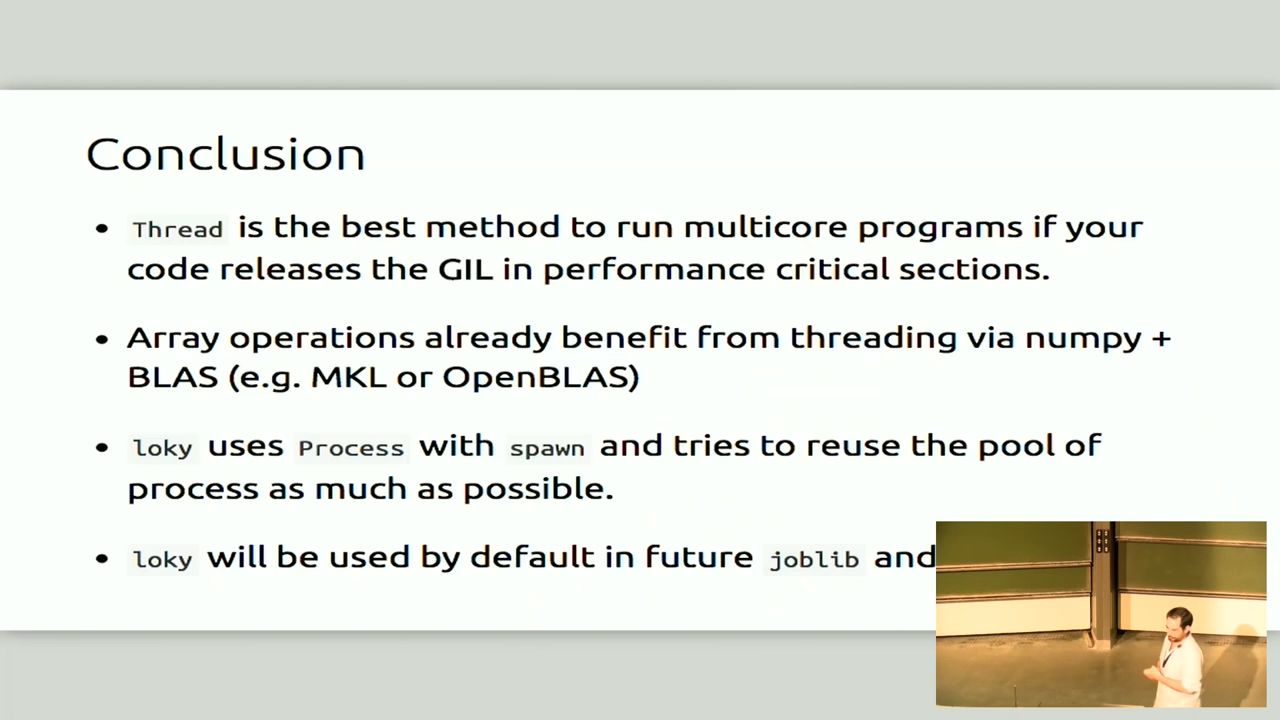 Conclusion
• Thread is the best method to run multicore programs if your
code releases the GIL in performance critical sections.
• Array operations already benefit from threading via numpy +
BLAS (e.g. MKL or OpenBLAS)
• loky uses Process with spawn and tries to reuse the pool of
process as much as possible.
• loky will be used by default in future joblib and